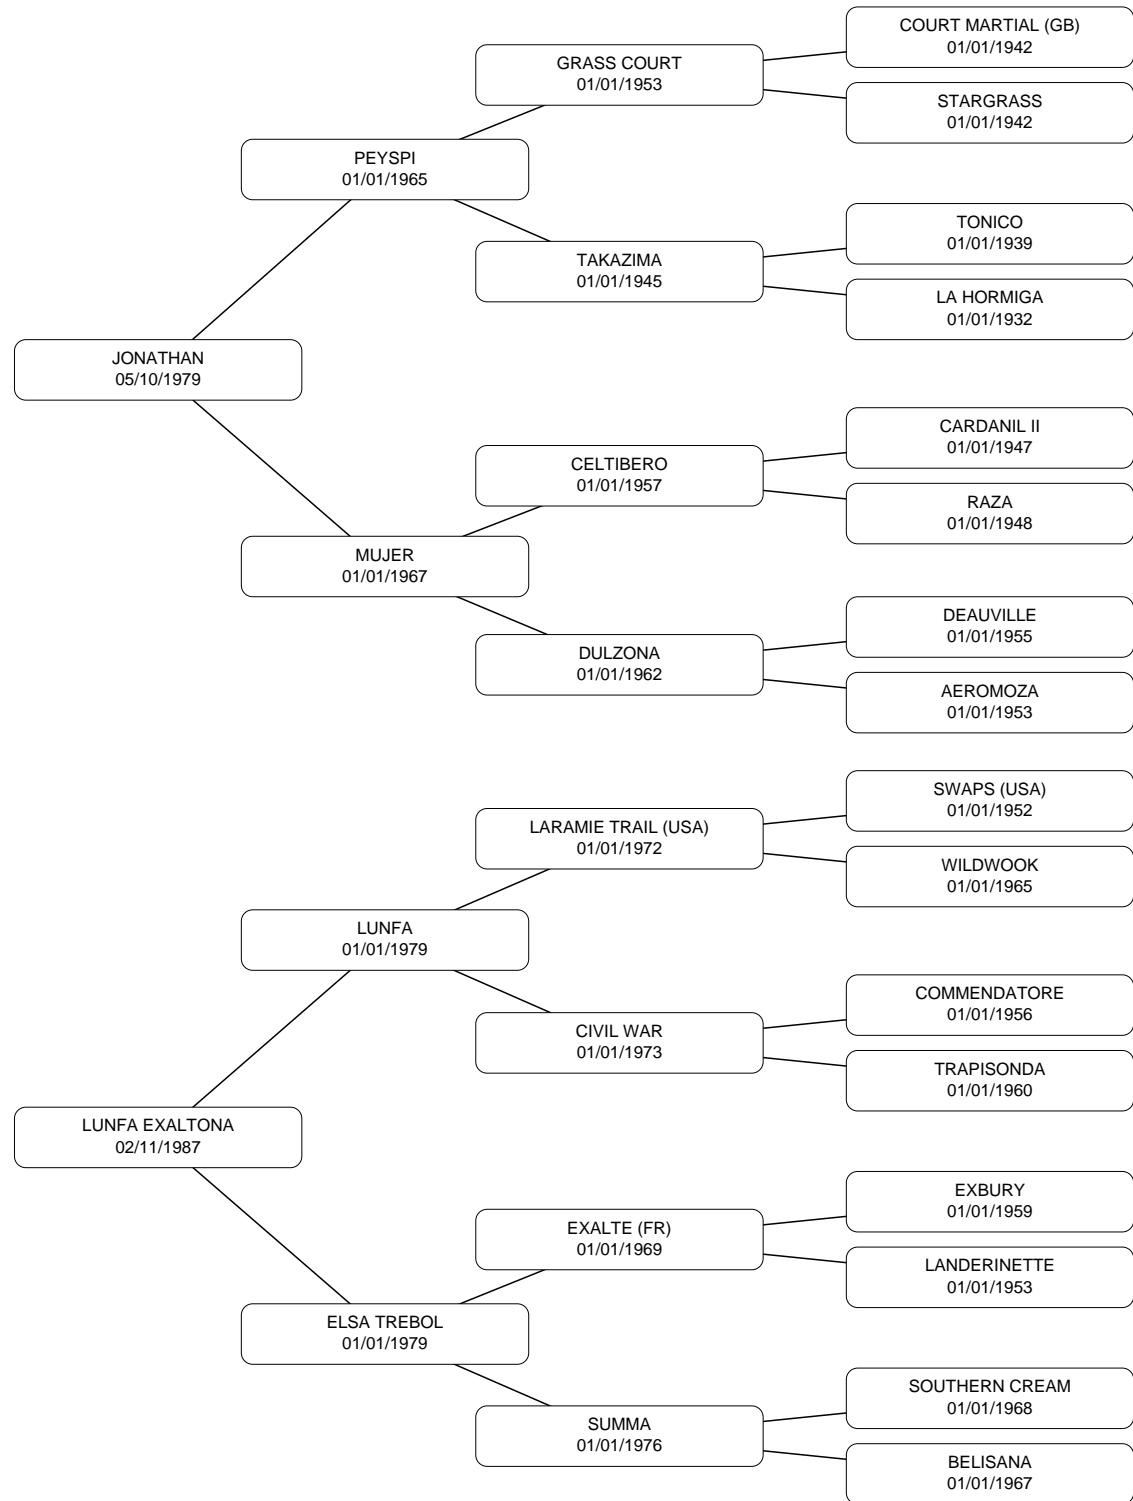 COURT MARTIAL (GB)
01/01/1942
GRASS COURT
01/01/1953
STARGRASS
01/01/1942
PEYSPI
01/01/1965
TONICO
01/01/1939
TAKAZIMA
01/01/1945
LA HORMIGA
01/01/1932
JONATHAN
05/10/1979
CARDANIL II
01/01/1947
CELTIBERO
01/01/1957
RAZA
01/01/1948
MUJER
01/01/1967
DEAUVILLE
01/01/1955
DULZONA
01/01/1962
AEROMOZA
01/01/1953
SWAPS (USA)
01/01/1952
LARAMIE TRAIL (USA)
01/01/1972
WILDWOOK
01/01/1965
LUNFA
01/01/1979
COMMENDATORE
01/01/1956
CIVIL WAR
01/01/1973
TRAPISONDA
01/01/1960
LUNFA EXALTONA
02/11/1987
EXBURY
01/01/1959
EXALTE (FR)
01/01/1969
LANDERINETTE
01/01/1953
ELSA TREBOL
01/01/1979
SOUTHERN CREAM
01/01/1968
SUMMA
01/01/1976
BELISANA
01/01/1967